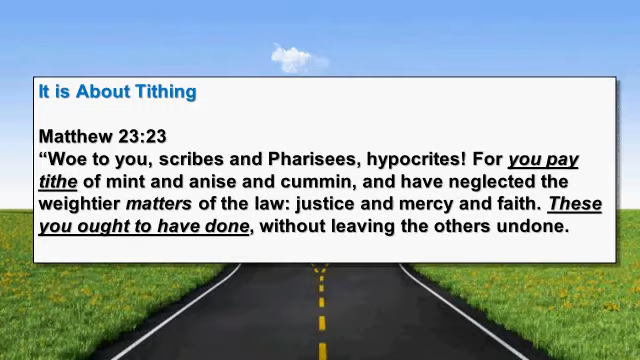 It is About Tithing
Matthew 23:23
“Woe to you, scribes and Pharisees, hypocrites! For you pay
tithe of mint and anise and cummin, and have neglected the
weightier matters of the law: justice and mercy and faith. These
you ought to have done, without leaving the others undone.